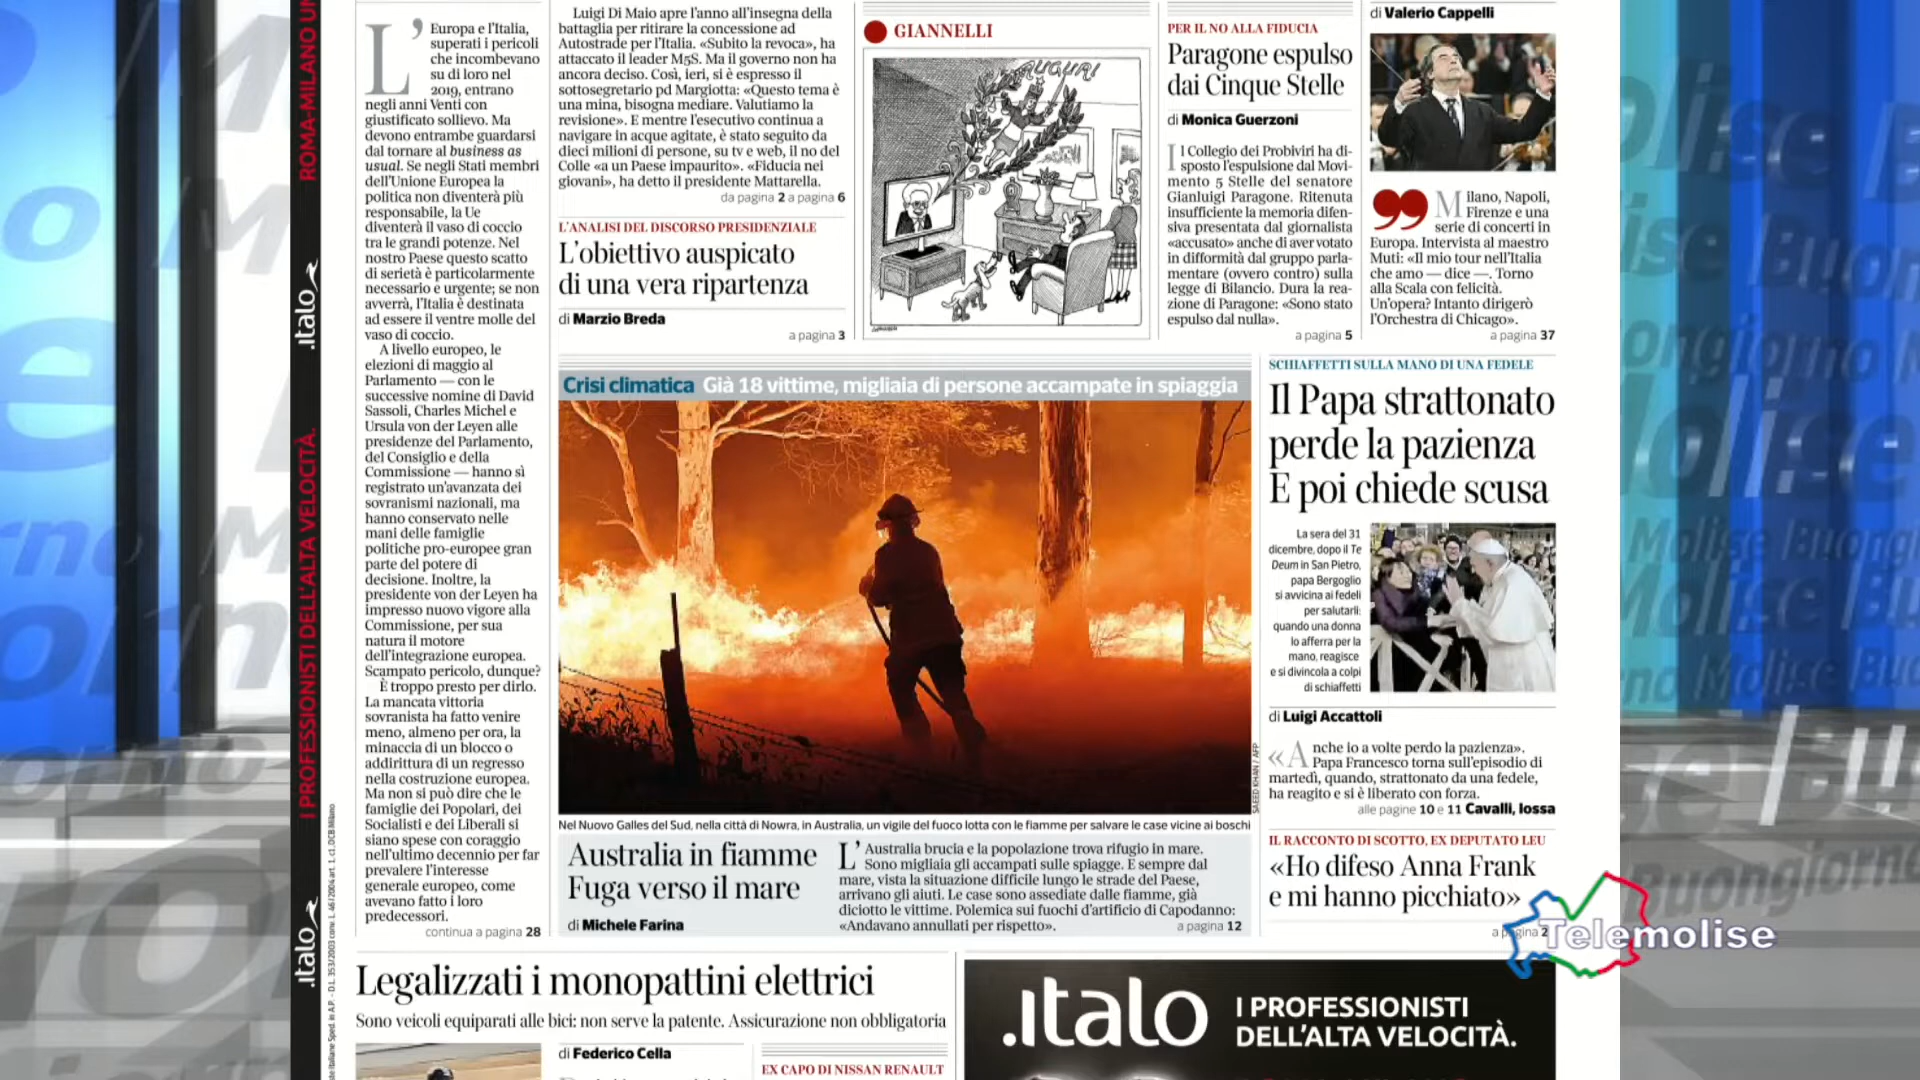 ROMA-MILANO UN
.italo
I PROFESSIONISTI DELL'ALTA VELOCITÀ.
.italo
L'Europa e l'Italia,
superati i pericoli
che incombevano
su di loro nel
2019, entrano
negli anni Venti con
giustificato sollievo. Ma
devono entrambe guardarsi
dal tornare al business as
usual. Se negli Stati membri
dell'Unione Europea la
politica non diventerà più
responsabile, la Ue
diventerà il vaso di coccio
tra le grandi potenze. Nel
nostro Paese questo scatto
di serietà è particolarmente
necessario e urgente; se non
avverrà, l'Italia è destinata
ad essere il ventre molle del
vaso di coccio.
A livello europeo, le
elezioni di maggio al
Parlamento — con le
successive nomine di David
Sassoli, Charles Michel e
Ursula von der Leyen alle
presidenze del Parlamento,
del Consiglio e della
Commissione — hanno sì
registrato un'avanzata dei
sovranismi nazionali, ma
hanno conservato nelle
mani delle famiglie
politiche pro-europee gran
parte del potere di
decisione. Inoltre, la
presidente von der Leyen ha
impresso nuovo vigore alla
Commissione, per sua
natura il motore
dell'integrazione europea.
Scampato pericolo, dunque?
È troppo presto per dirlo.
La mancata vittoria
sovranista ha fatto venire
meno, almeno per ora, la
minaccia di un blocco o
addirittura di un regresso
nella costruzione europea.
Ma non si può dire che le
famiglie dei Popolari, dei
Socialisti e dei Liberali si
siano spese con coraggio
nell'ultimo decennio per far
prevalere l'interesse
generale europeo, come
avevano fatto i loro
predecessori.
continua a pagina 28
Luigi Di Maio apre l'anno all'insegna della
battaglia per ritirare la concessione ad
Autostrade per l'Italia. «Subito la revoca», ha
attaccato il leader M5S. Ma il governo non ha
ancora deciso. Così, ieri, si è espresso il
sottosegretario pd Margiotta: «Questo tema è
una mina, bisogna mediare. Valutiamo la
revisione». E mentre l'esecutivo continua a
navigare in acque agitate, è stato seguito da
dieci milioni di persone, su tv e web, il no del
Colle «a un Paese impaurito». «Fiducia nei
giovani», ha detto il presidente Mattarella.
da pagina 2 a pagina 6
L'ANALISI DEL DISCORSO PRESIDENZIALE
L'obiettivo auspicato
di una vera ripartenza
di Marzio Breda
a pagina 3
GIANNELLI
AUGURI
PER IL NO ALLA FIDUCIA
Paragone espulso
dai Cinque Stelle
di Monica Guerzoni
Il Collegio dei Probiviri ha di-
sposto l'espulsione dal Movi-
mento 5 Stelle del senatore
Gianluigi Paragone. Ritenuta
insufficiente la memoria difen-
siva presentata dal giornalista
«accusato» anche di aver votato
in difformità dal gruppo parla-
mentare (ovvero contro) sulla
legge di Bilancio. Dura la rea-
zione di Paragone: «Sono stato
espulso dal nulla».
a pagina 5
di Valerio Cappelli
Milano, Napoli,
Firenze e una
serie di concerti in
Europa. Intervista al maestro
Muti: «Il mio tour nell'Italia
che amo — dice —. Torno
alla Scala con felicità.
Un'opera? Intanto dirigerò
l'Orchestra di Chicago».
a pagina 37
Crisi climatica Già 18 vittime, migliaia di persone accampate in spiaggia
SAEED KHAN / AFP
Nel Nuovo Galles del Sud, nella città di Nowra, in Australia, un vigile del fuoco lotta con le fiamme per salvare le case vicine ai boschi
Australia in fiamme
Fuga verso il mare
di Michele Farina
L'Australia brucia e la popolazione trova rifugio in mare.
Sono migliaia gli accampati sulle spiagge. E sempre dal
mare, vista la situazione difficile lungo le strade del Paese,
arrivano gli aiuti. Le case sono assediate dalle fiamme, già
diciotto le vittime. Polemica sui fuochi d'artificio di Capodanno:
«Andavano annullati per rispetto».
a pagina 12
SCHIAFFETTI SULLA MANO DI UNA FEDELE
Il Papa strattonato
perde la pazienza
E poi chiede scusa
La sera del 31
dicembre, dopo il Te
Deum in San Pietro,
papa Bergoglio
si avvicina ai fedeli
per salutarli:
quando una donna
lo afferra per la
mano, reagisce
e si divincola a colpi
di schiaffetti
di Luigi Accattoli
«Anche io a volte perdo la pazienza».
Papa Francesco torna sull'episodio di
martedì, quando, strattonato da una fedele,
ha reagito e si è liberato con forza.
alle pagine 10 e 11 Cavalli, Iossa
IL RACCONTO DI SCOTTO, EX DEPUTATO LEU
«Ho difeso Anna Frank
e mi hanno picchiato»
a pagina 2
Telemolise
Legalizzati i monopattini elettrici
Sono veicoli equiparati alle bici: non serve la patente. Assicurazione non obbligatoria
di Federico Cella
EX CAPO DI NISSAN RENAULT
.italo
I PROFESSIONISTI
DELL'ALTA VELOCITÀ.